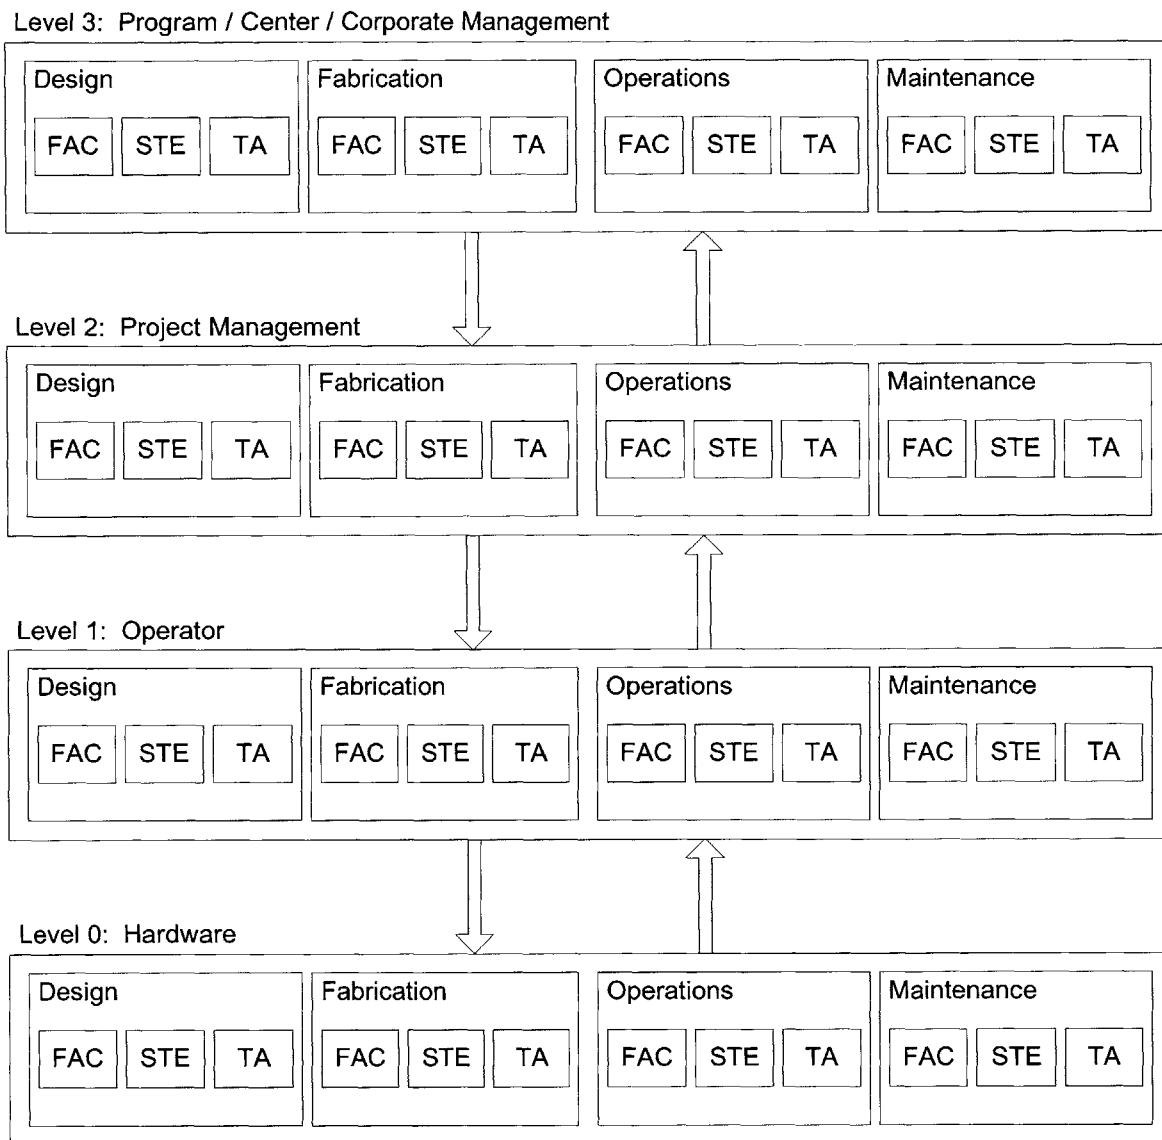 Level 3: Program / Center / Corporate Management
Design Fabrication Operations Maintenance
FAC STE TA FAC STE TA FAC STE TA FAC STE TA
Level 2: Project Management
Design Fabrication Operations Maintenance
FAC STE TA FAC STE TA FAC STE TA FAC STE TA
Level 1: Operator
Design Fabrication Operations Maintenance
FAC STE TA FAC STE TA FAC STE TA FAC STE TA
Level 0: Hardware
Design Fabrication Operations Maintenance
FAC STE TA FAC STE TA FAC STE TA FAC STE TA